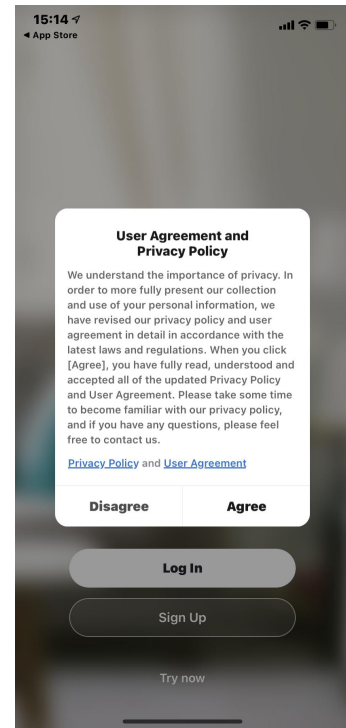 15:14
◀ App Store
User Agreement and
Privacy Policy
We understand the importance of privacy. In
order to more fully present our collection
and use of your personal information, we
have revised our privacy policy and user
agreement in detail in accordance with the
latest laws and regulations. When you click
[Agree], you have fully read, understood and
accepted all of the updated Privacy Policy
and User Agreement. Please take some time
to become familiar with our privacy policy,
and if you have any questions, please feel
free to contact us.
Privacy Policy and User Agreement
Disagree Agree
Log In
Sign Up
Try now